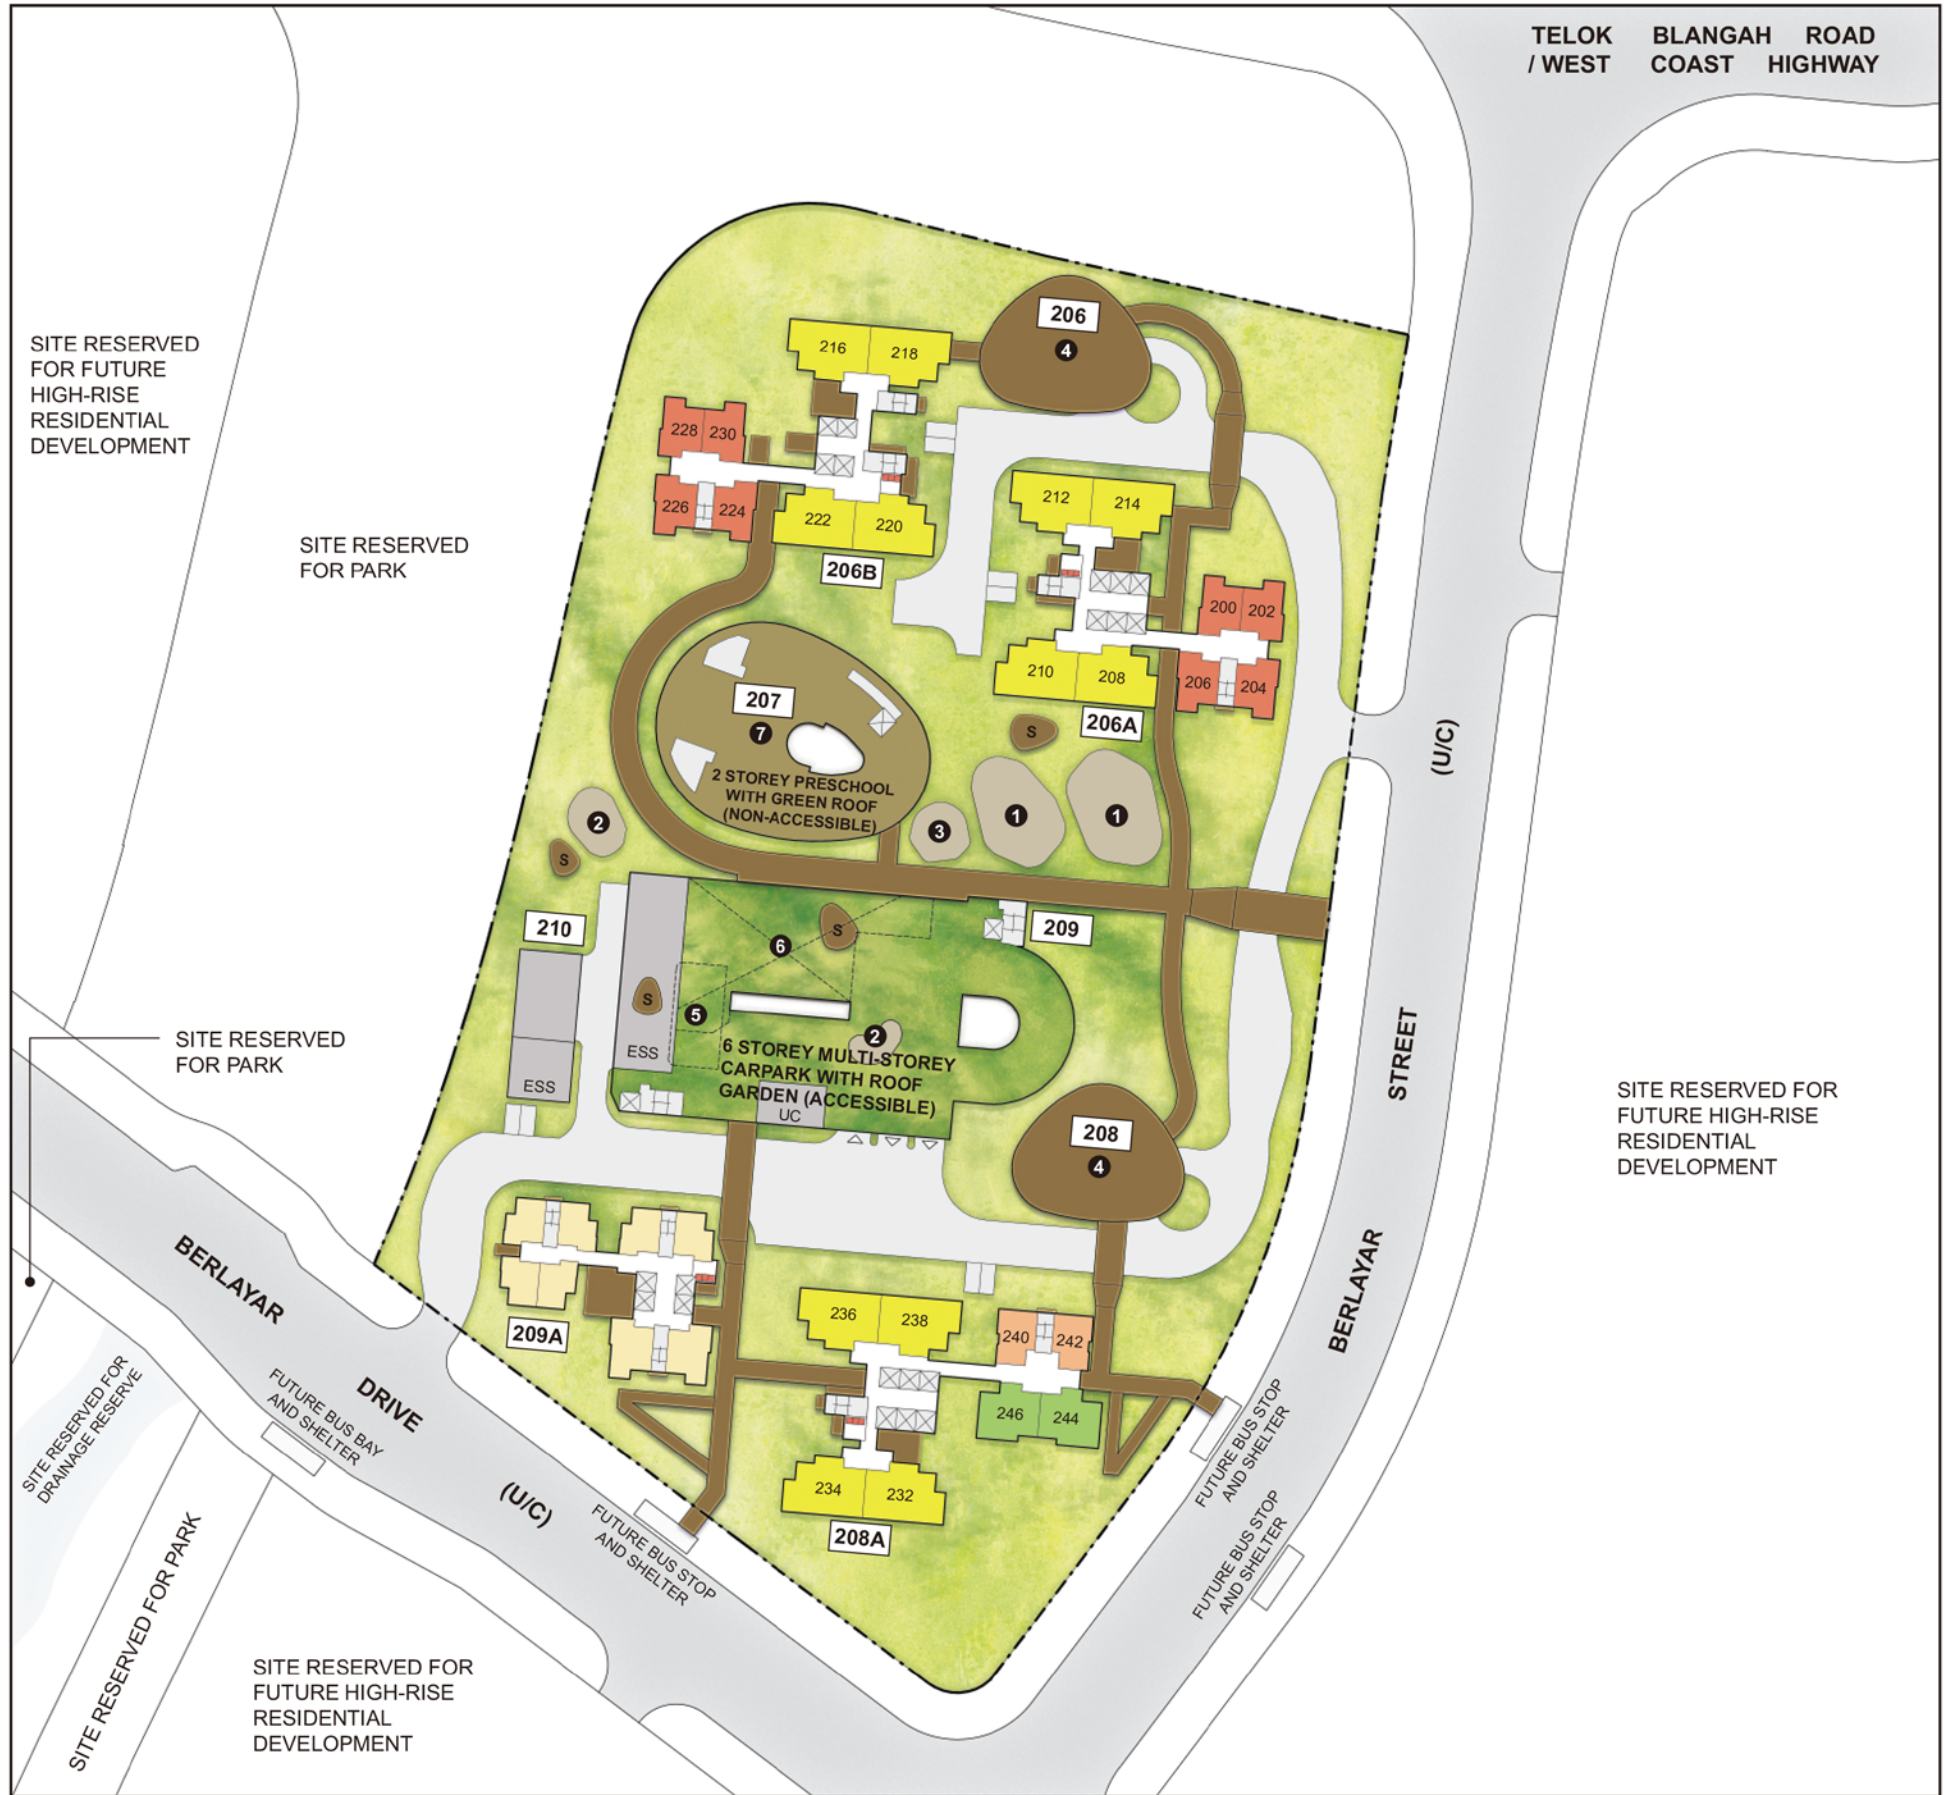 TELOK BLANGAH ROAD
/ WEST COAST HIGHWAY
SITE RESERVED
FOR FUTURE
HIGH-RISE
RESIDENTIAL
DEVELOPMENT
SITE RESERVED
FOR PARK
206
4
216
218
228
230
226
224
222
220
206B
212
214
200
202
210
208
206
204
206A
S
(U/C)
207
7
2 STOREY PRESCHOOL
WITH GREEN ROOF
(NON-ACCESSIBLE)
2
S
3
1
1
210
ESS
209
6
S
S
5
2
ESS
6 STOREY MULTI-STOREY
CARPARK WITH ROOF
GARDEN (ACCESSIBLE)
UC
SITE RESERVED
FOR PARK
208
4
STREET
BERLAYAR
SITE RESERVED FOR
FUTURE HIGH-RISE
RESIDENTIAL
DEVELOPMENT
BERLAYAR
DRIVE
(U/C)
209A
236
238
240
242
246
244
234
232
208A
SITE RESERVED FOR
DRAINAGE RESERVE
FUTURE BUS BAY
AND SHELTER
FUTURE BUS STOP
AND SHELTER
FUTURE BUS STOP
AND SHELTER
FUTURE BUS STOP
AND SHELTER
SITE RESERVED FOR PARK
SITE RESERVED FOR
FUTURE HIGH-RISE
RESIDENTIAL
DEVELOPMENT